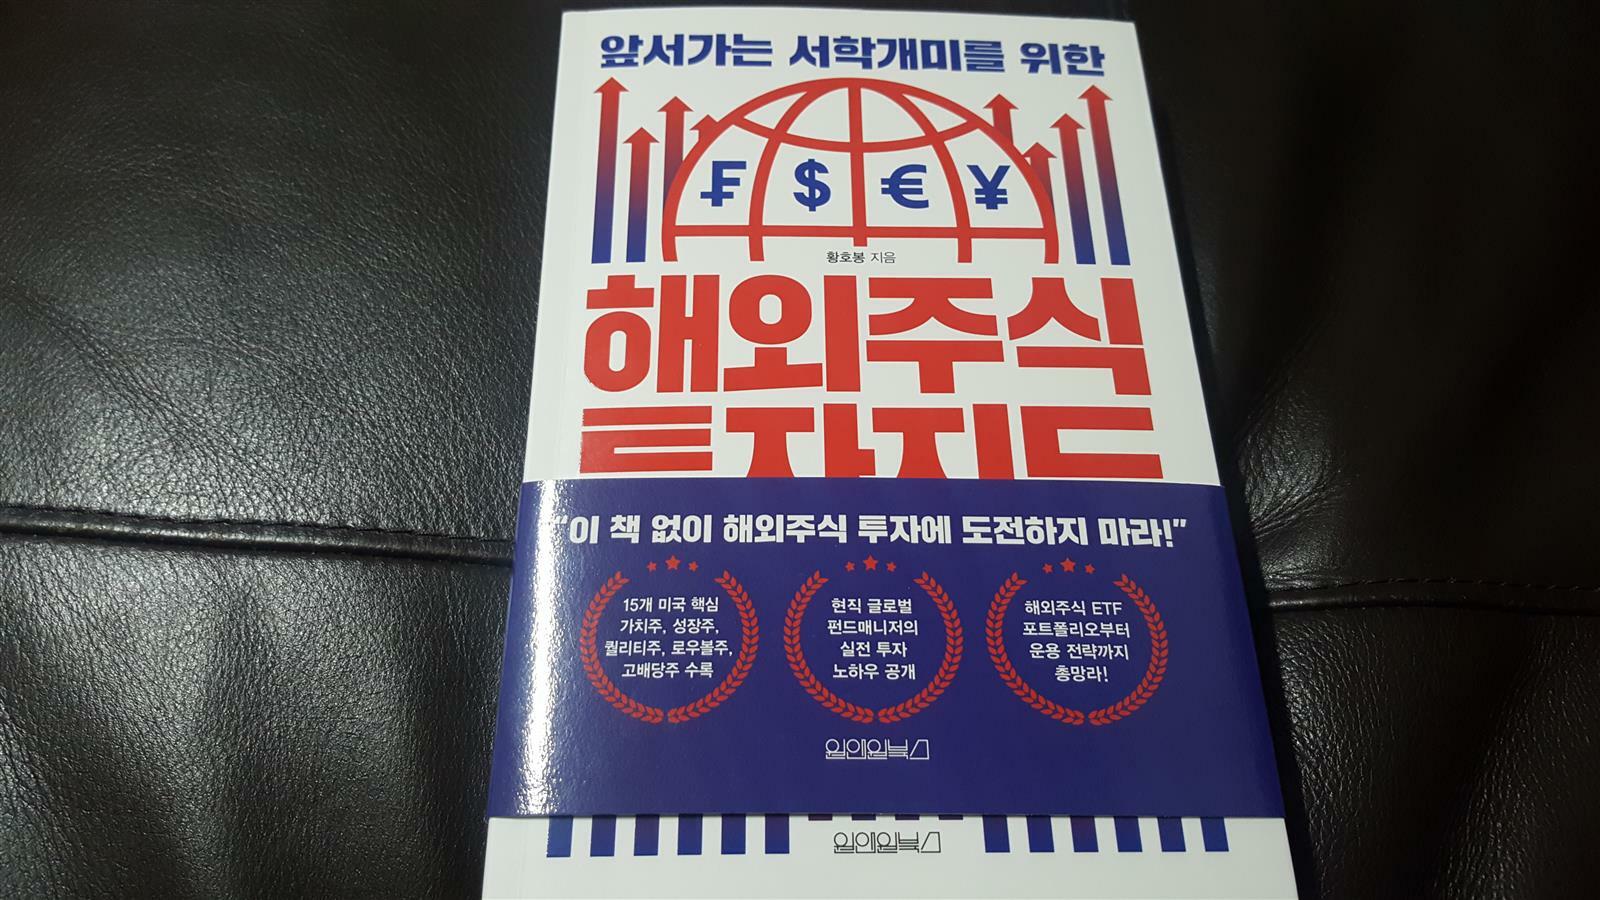 앞서가는 서학개미를 위한
₣ $ € ¥
황호봉 지음
해외주식
투자지도
“이 책 없이 해외주식 투자에 도전하지 마라!”
15개 미국 핵심
가치주, 성장주,
퀄리티주, 로우볼주,
고배당주 수록
현직 글로벌
펀드매니저의
실전 투자
노하우 공개
해외주식 ETF
포트폴리오부터
운용 전략까지
총망라!
원앤원북스
원앤원북스